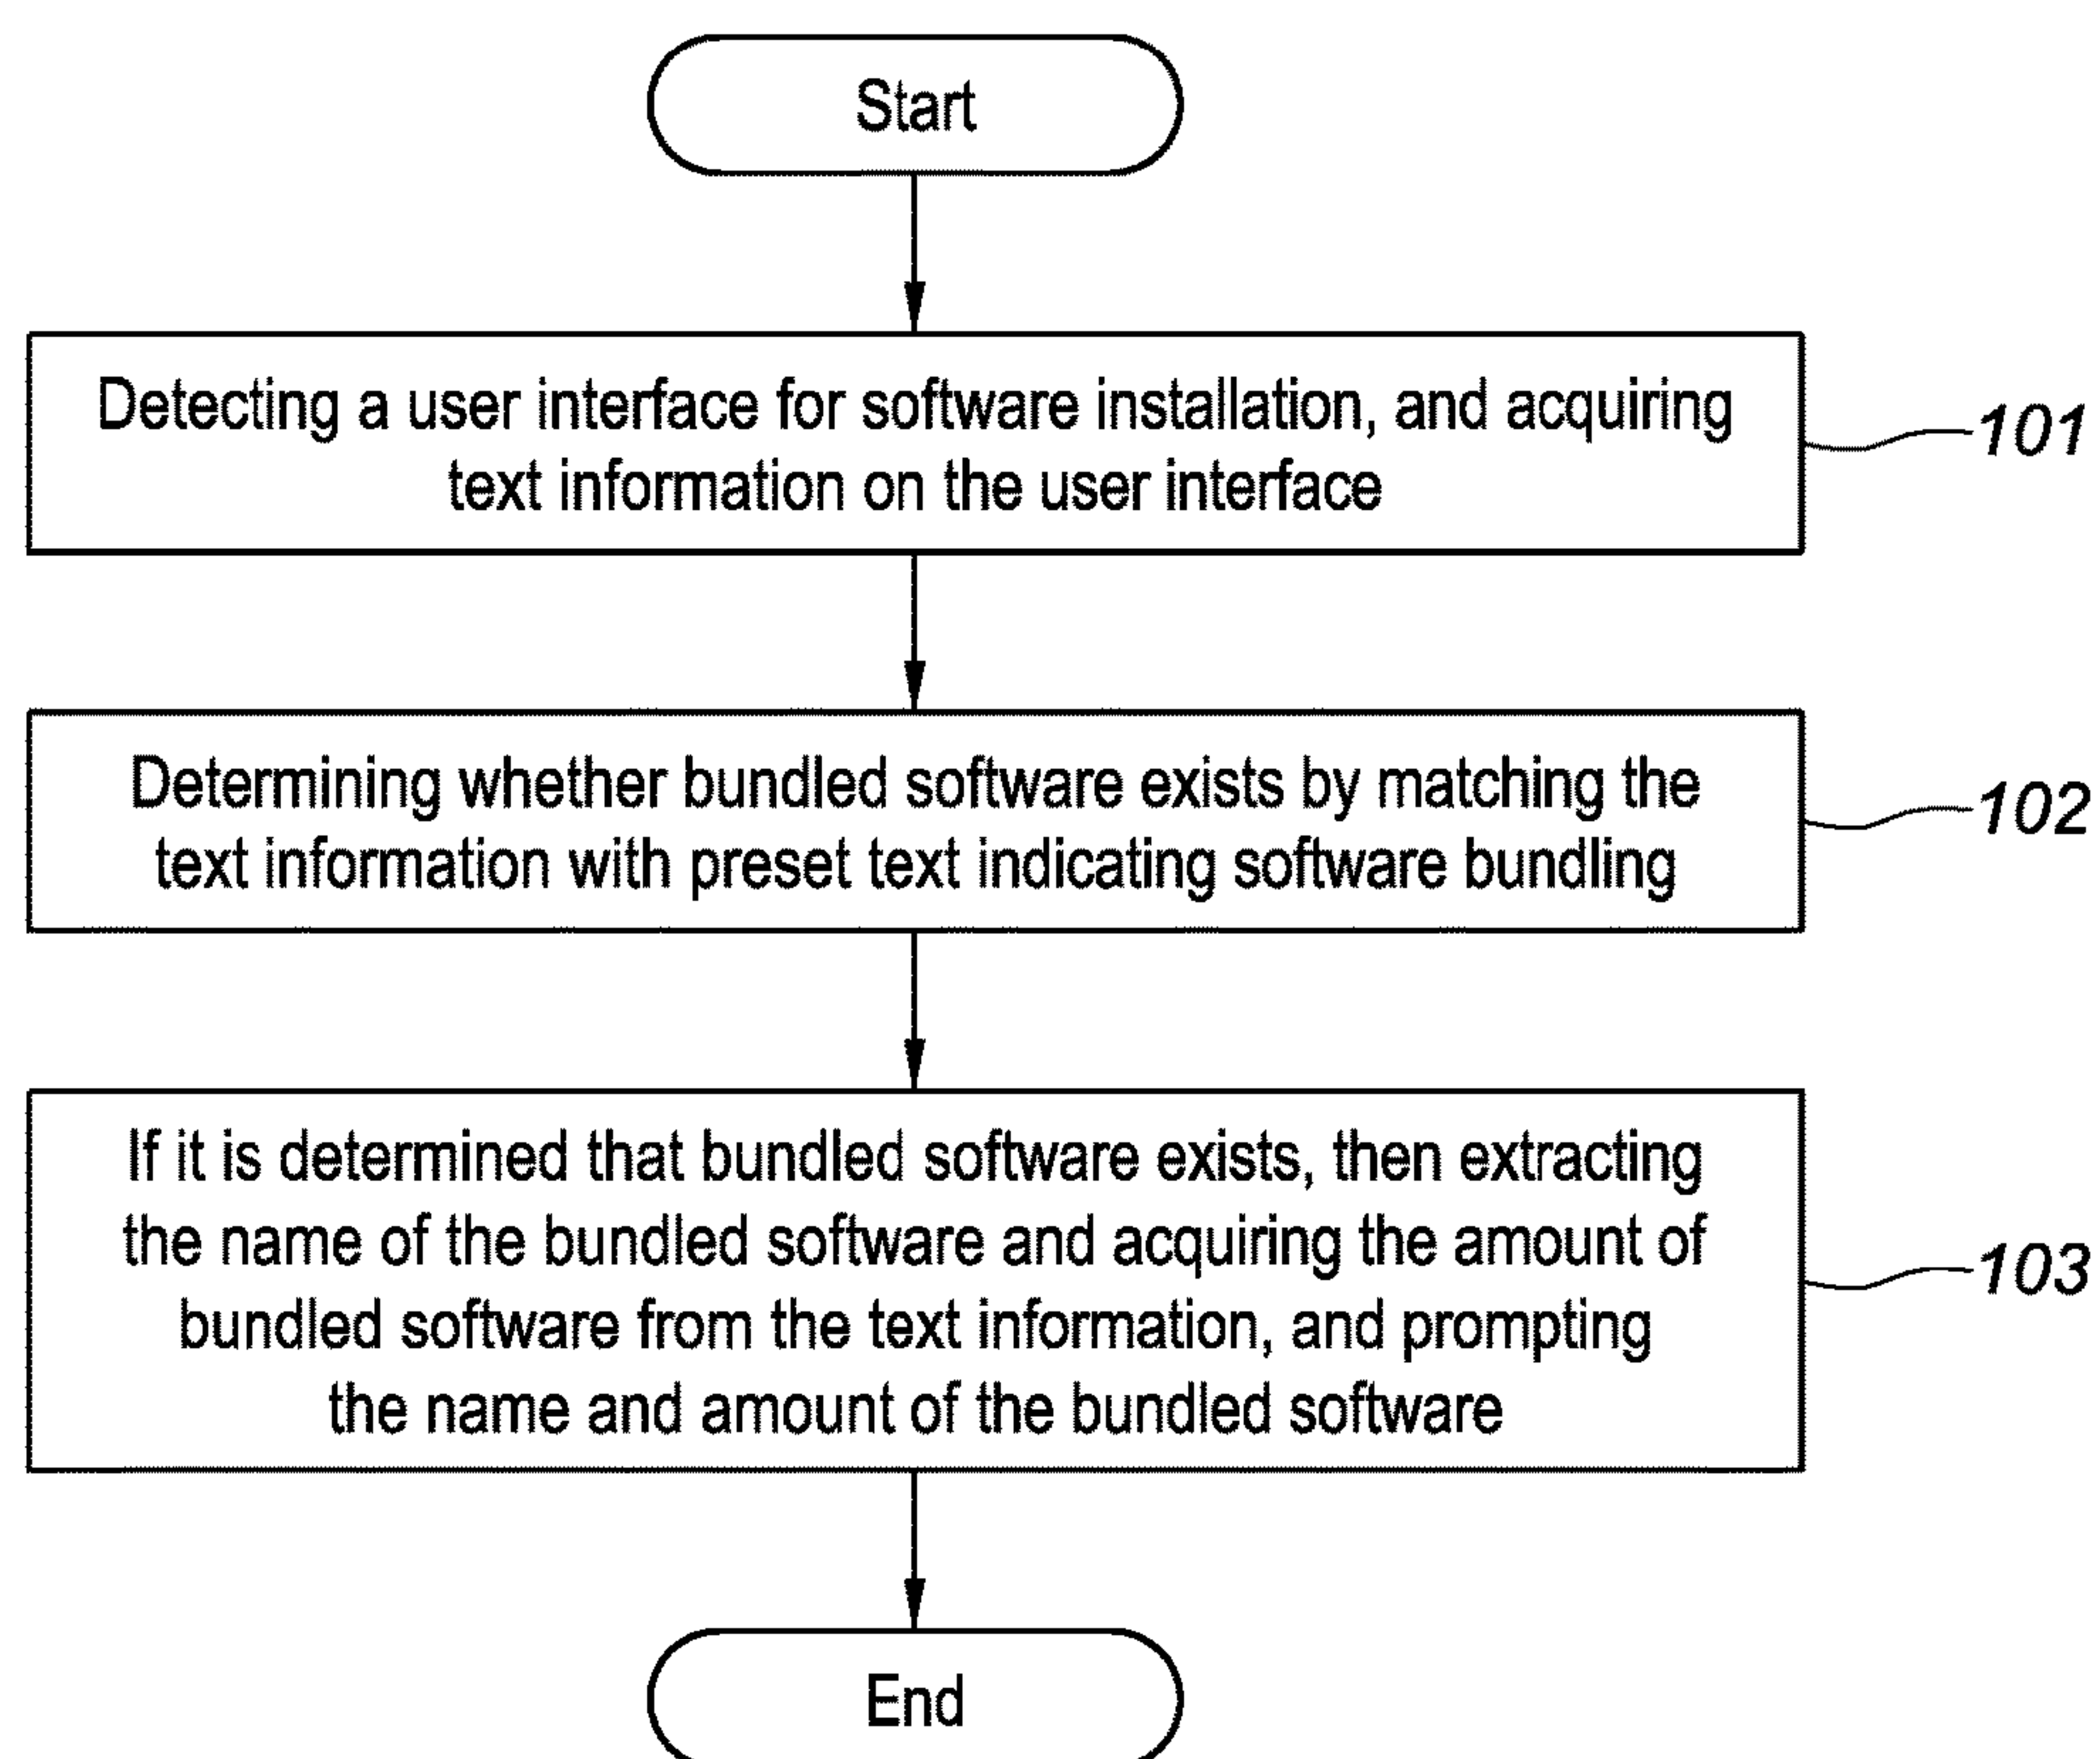 Start
Detecting a user interface for software installation, and acquiring
text information on the user interface
101
Determining whether bundled software exists by matching the
text information with preset text indicating software bundling
102
If it is determined that bundled software exists, then extracting
the name of the bundled software and acquiring the amount of
bundled software from the text information, and prompting
the name and amount of the bundled software
103
End